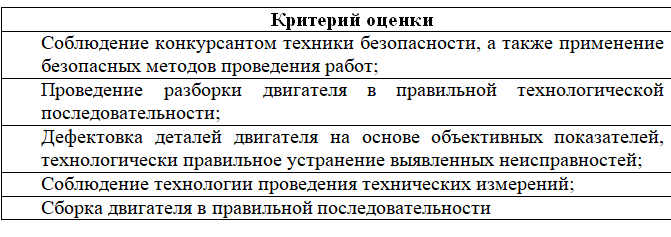 Критерий оценки
Соблюдение конкурсантом техники безопасности, а также применение
безопасных методов проведения работ;
Проведение разборки двигателя в правильной технологической
последовательности;
Дефектовка деталей двигателя на основе объективных показателей,
технологически правильное устранение выявленных неисправностей;
Соблюдение технологии проведения технических измерений;
Сборка двигателя в правильной последовательности